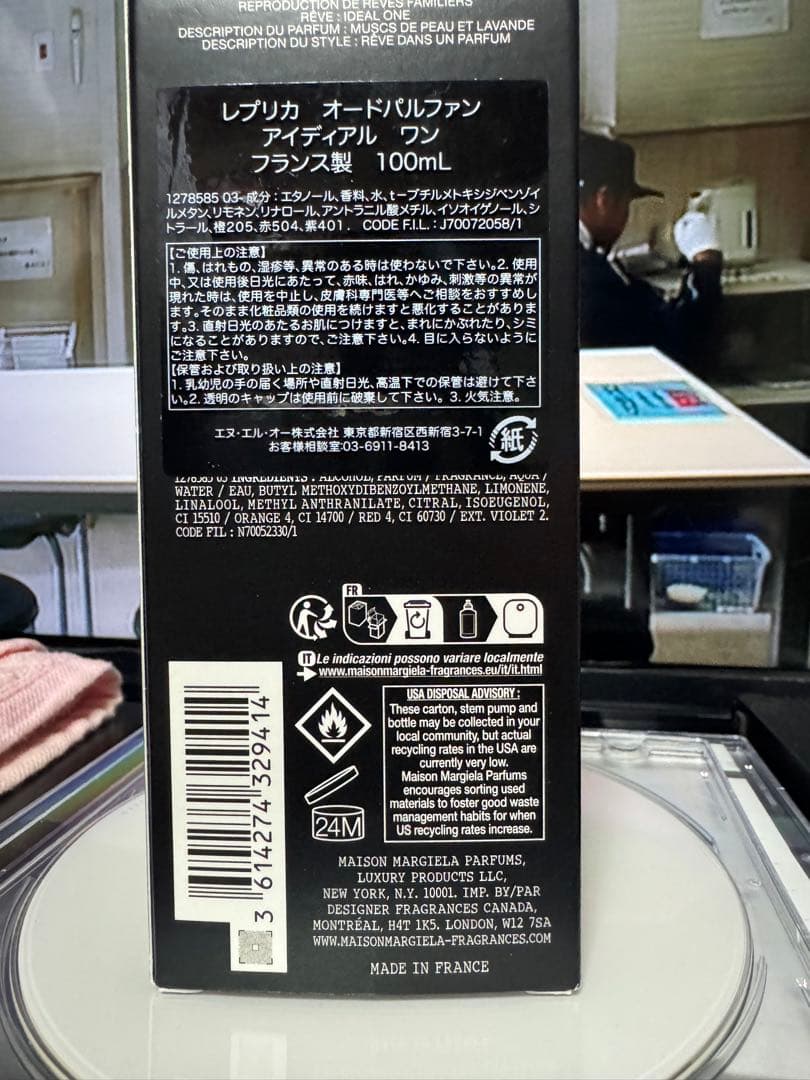 REPRODUCTION DE RÊVES FAMILIERS
RÊVE : IDEAL ONE
DESCRIPTION DU PARFUM : MUSCS DE PEAU ET LAVANDE
DESCRIPTION DU STYLE : RÊVE DANS UN PARFUM
レプリカ オードパルファン
アイディアル ワン
フランス製 100mL
1278585 03- 成分 : エタノール、香料、水、t-ブチルメトキシジベンゾイ
ルメタン、リモネン、リナロール、アントラニル酸メチル、イソオイゲノール、シ
トラール、橙205、赤504、紫401. CODE F.I.L. : J70072058/1
【ご使用上の注意】
1. 傷、はれもの、湿疹等、異常のある時は使わないで下さい。2. 使用
中、又は使用後日光にあたって、赤味、はれ、かゆみ、刺激等の異常が
現れた時は、使用を中止し、皮膚科専門医等へご相談をおすすめしま
す。そのまま化粧品類の使用を続けますと悪化することがありま
す。3. 直射日光のあたるお肌につけますと、まれにかぶれたり、シミ
になることがありますので、ご注意下さい。4. 目に入らないように
ご注意下さい。
【保管および取り扱い上の注意】
1. 乳幼児の手の届く場所や直射日光、高温下での保管は避けて下さ
い。2. 透明のキャップは使用前に破棄して下さい。3. 火気注意。
エヌ・エル・オー株式会社 東京都新宿区西新宿3-7-1
お客様相談室:03-6911-8413
紙
1278585 03 INGREDIENTS : ALCOHOL, PARFUM / FRAGRANCE, AQUA /
WATER / EAU, BUTYL METHOXYDIBENZOYLMETHANE, LIMONENE,
LINALOOL, METHYL ANTHRANILATE, CITRAL, ISOEUGENOL,
CI 15510 / ORANGE 4, CI 14700 / RED 4, CI 60730 / EXT. VIOLET 2.
CODE FIL : N70052330/1
FR
IT Le indicazioni possono variare localmente
www.maisonmargiela-fragrances.eu/it/it.html
USA DISPOSAL ADVISORY :
These carton, stem pump and
bottle may be collected in your
local community, but actual
recycling rates in the USA are
currently very low.
Maison Margiela Parfums
encourages sorting used
materials to foster good waste
management habits for when
US recycling rates increase.
24M
3 614274 329414
MAISON MARGIELA PARFUMS,
LUXURY PRODUCTS LLC,
NEW YORK, N.Y. 10001. IMP. BY/PAR
DESIGNER FRAGRANCES CANADA,
MONTRÉAL, H4T 1K5. LONDON, W12 7SA
WWW.MAISONMARGIELA-FRAGRANCES.COM
MADE IN FRANCE